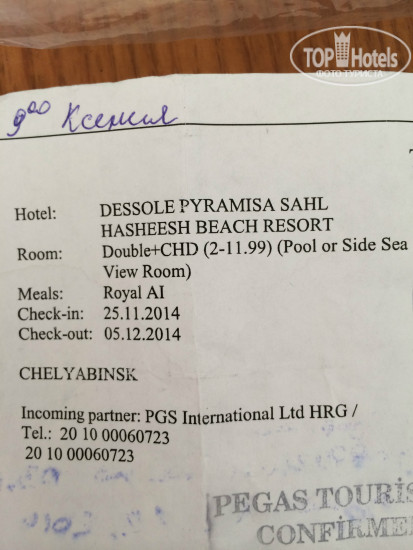 TOP Hotels
ФОТО ТУРИСТА
9⁰⁰ Ксения
Hotel: DESSOLE PYRAMISA SAHL
HASHEESH BEACH RESORT
Room: Double+CHD (2-11.99) (Pool or Side Sea
View Room)
Meals: Royal AI
Check-in: 25.11.2014
Check-out: 05.12.2014
CHELYABINSK
Incoming partner: PGS International Ltd HRG /
Tel.: 20 10 00060723
20 10 00060723
PEGAS TOURIS
CONFIRME